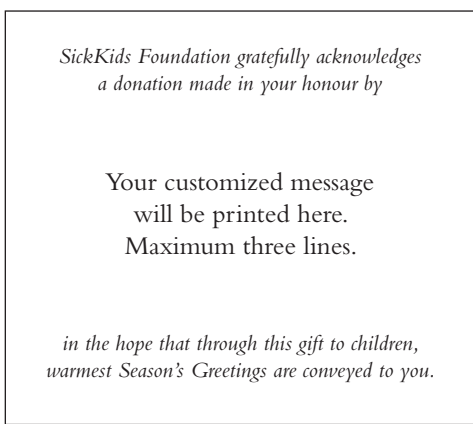 SickKids Foundation gratefully acknowledges
a donation made in your honour by
Your customized message
will be printed here.
Maximum three lines.
in the hope that through this gift to children,
warmest Season's Greetings are conveyed to you.